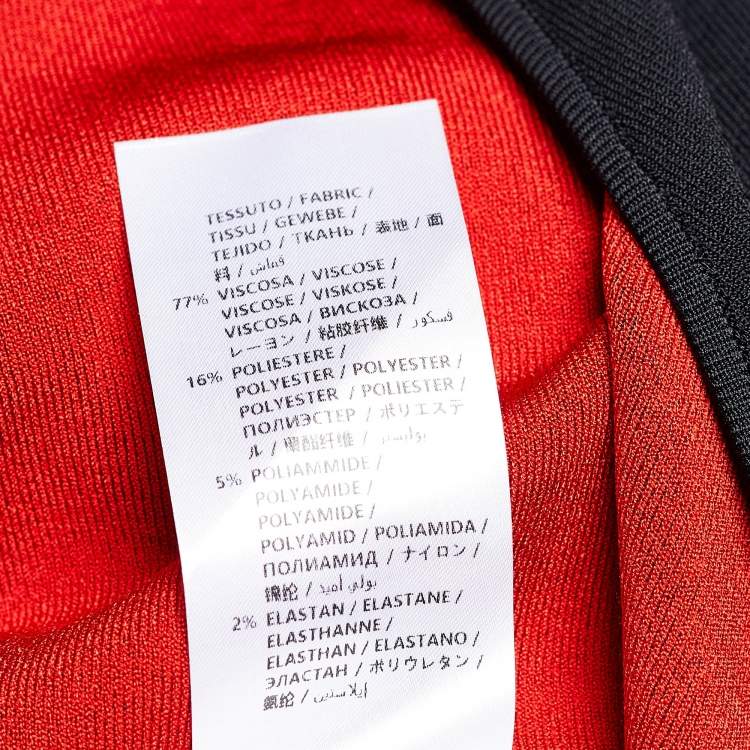 TESSUTO / FABRIC /
TISSU / GEWEBE /
TEJIDO / ТКАНЬ / 表地 / 面
料 / قماش
77% VISCOSA / VISCOSE /
VISCOSE / VISKOSE /
VISCOSA / ВИСКОЗА /
レーヨン / 粘胶纤维 / فسكور
16% POLIESTERE /
POLYESTER / POLYESTER /
POLYESTER / POLIESTER /
ПОЛИЭСТЕР / ポリエステ
ル / 聚酯纤维 / بوليستر
5% POLIAMMIDE /
POLYAMIDE /
POLYAMIDE /
POLYAMID / POLIAMIDA /
ПОЛИАМИД / ナイロン /
锦纶 / بولي أميد
2% ELASTAN / ELASTANE /
ELASTHANNE /
ELASTHAN / ELASTANO /
ЭЛАСТАН / ポリウレタン /
氨纶 / إيلاستين